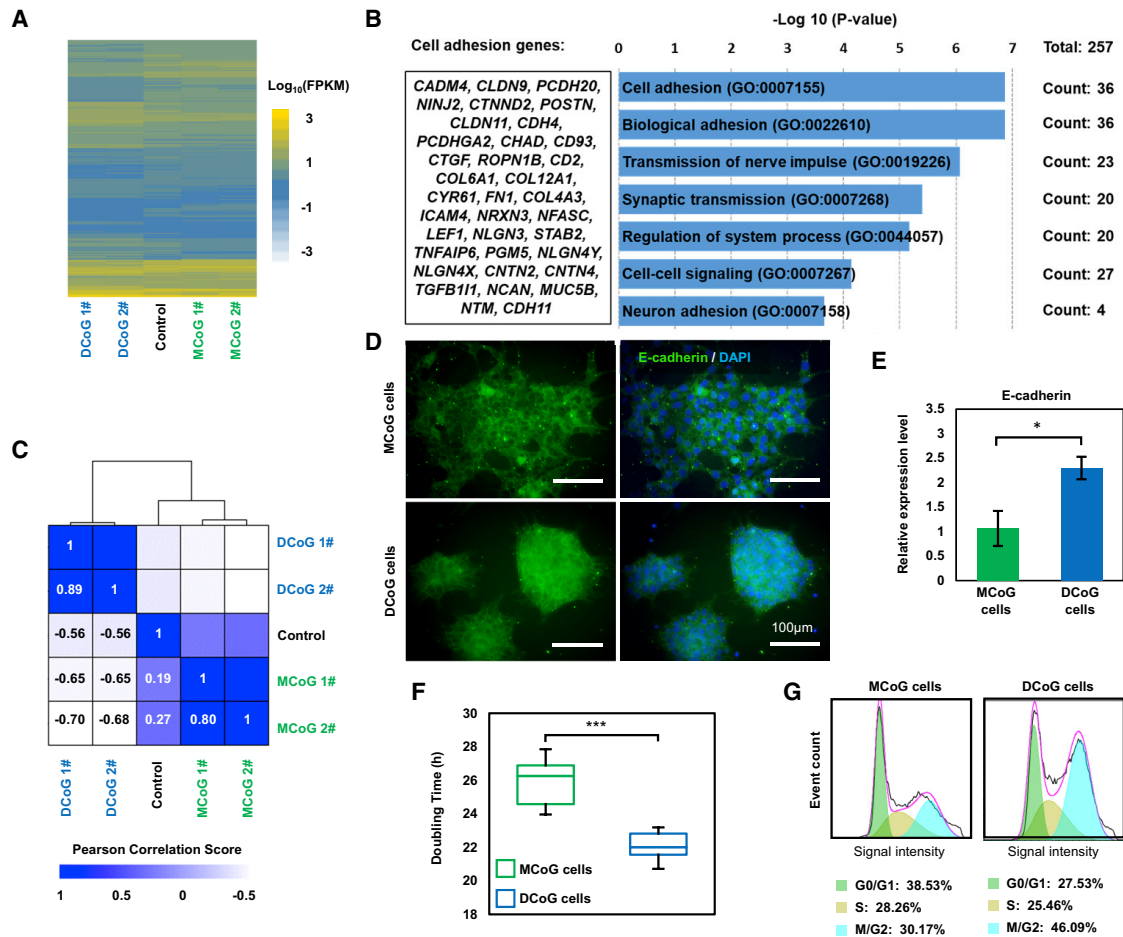 A
Log10(FPKM)
3
1
-1
-3
DCoG 1#
DCoG 2#
Control
MCoG 1#
MCoG 2#
B
-Log 10 (P-value)
Cell adhesion genes:
0 1 2 3 4 5 6 7
Total: 257
CADM4, CLDN9, PCDH20,
NINJ2, CTNND2, POSTN,
CLDN11, CDH4,
PCDHGA2, CHAD, CD93,
CTGF, ROPN1B, CD2,
COL6A1, COL12A1,
CYR61, FN1, COL4A3,
ICAM4, NRXN3, NFASC,
LEF1, NLGN3, STAB2,
TNFAIP6, PGM5, NLGN4Y,
NLGN4X, CNTN2, CNTN4,
TGFB1I1, NCAN, MUC5B,
NTM, CDH11
Cell adhesion (GO:0007155)
Count: 36
Biological adhesion (GO:0022610)
Count: 36
Transmission of nerve impulse (GO:0019226)
Count: 23
Synaptic transmission (GO:0007268)
Count: 20
Regulation of system process (GO:0044057)
Count: 20
Cell-cell signaling (GO:0007267)
Count: 27
Neuron adhesion (GO:0007158)
Count: 4
C
1
DCoG 1#
0.89 1
DCoG 2#
-0.56 -0.56 1
Control
-0.65 -0.65 0.19 1
MCoG 1#
-0.70 -0.68 0.27 0.80 1
MCoG 2#
DCoG 1#
DCoG 2#
Control
MCoG 1#
MCoG 2#
Pearson Correlation Score
1 0.5 0 -0.5
D
E-cadherin / DAPI
MCoG cells
DCoG cells
100μm
E
E-cadherin
Relative expression level
3.5
3
2.5
2
1.5
1
0.5
0
*
MCoG
cells
DCoG
cells
F
Doubling Time (h)
30
28
26
24
22
20
18
***
MCoG cells
DCoG cells
G
MCoG cells
DCoG cells
Event count
Signal intensity
Signal intensity
G0/G1: 38.53%
S: 28.26%
M/G2: 30.17%
G0/G1: 27.53%
S: 25.46%
M/G2: 46.09%